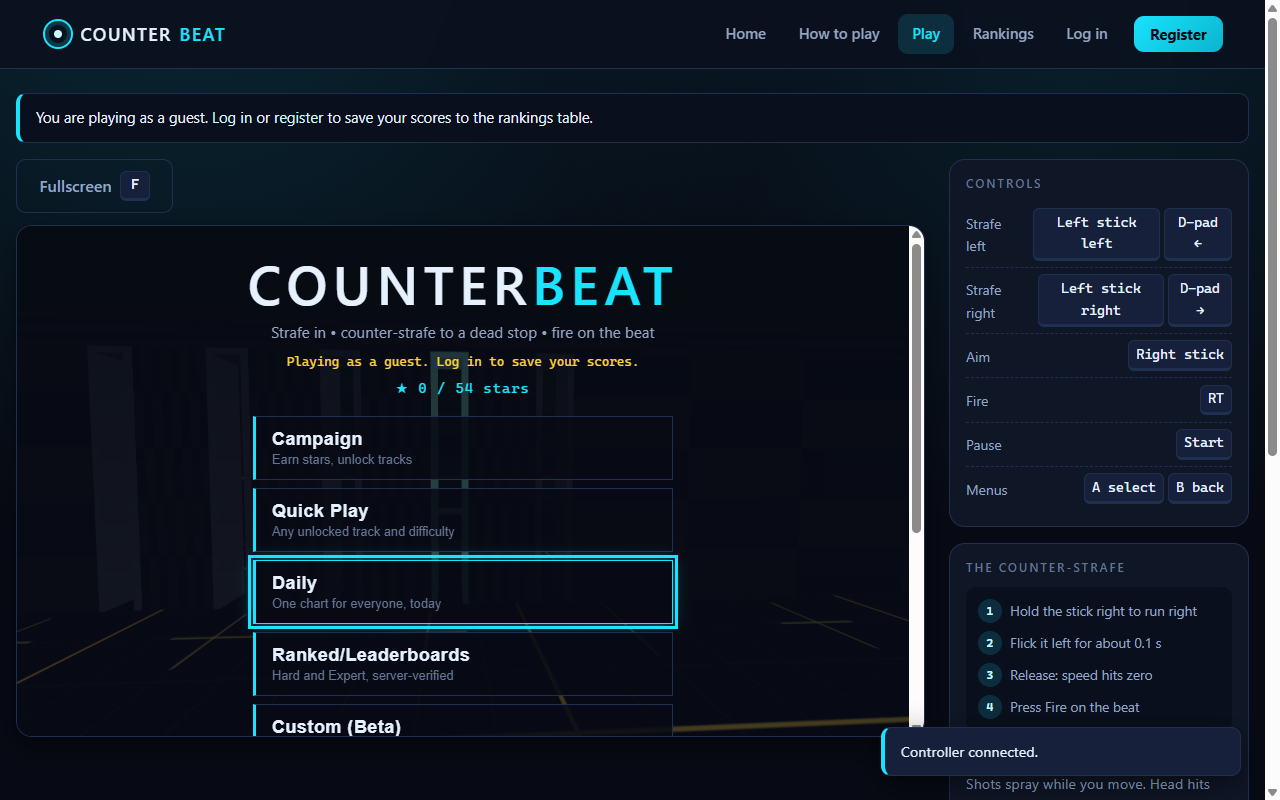 COUNTER BEAT
Home
How to play
Play
Rankings
Log in
Register
You are playing as a guest. Log in or register to save your scores to the rankings table.
Fullscreen F
COUNTERBEAT
Strafe in • counter-strafe to a dead stop • fire on the beat
Playing as a guest. Log in to save your scores.
★ 0 / 54 stars
Campaign
Earn stars, unlock tracks
Quick Play
Any unlocked track and difficulty
Daily
One chart for everyone, today
Ranked/Leaderboards
Hard and Expert, server-verified
Custom (Beta)
CONTROLS
Strafe left
Left stick left
D-pad ←
Strafe right
Left stick right
D-pad →
Aim
Right stick
Fire
RT
Pause
Start
Menus
A select
B back
THE COUNTER-STRAFE
1 Hold the stick right to run right
2 Flick it left for about 0.1 s
3 Release: speed hits zero
4 Press Fire on the beat
Controller connected.
Shots spray while you move. Head hits